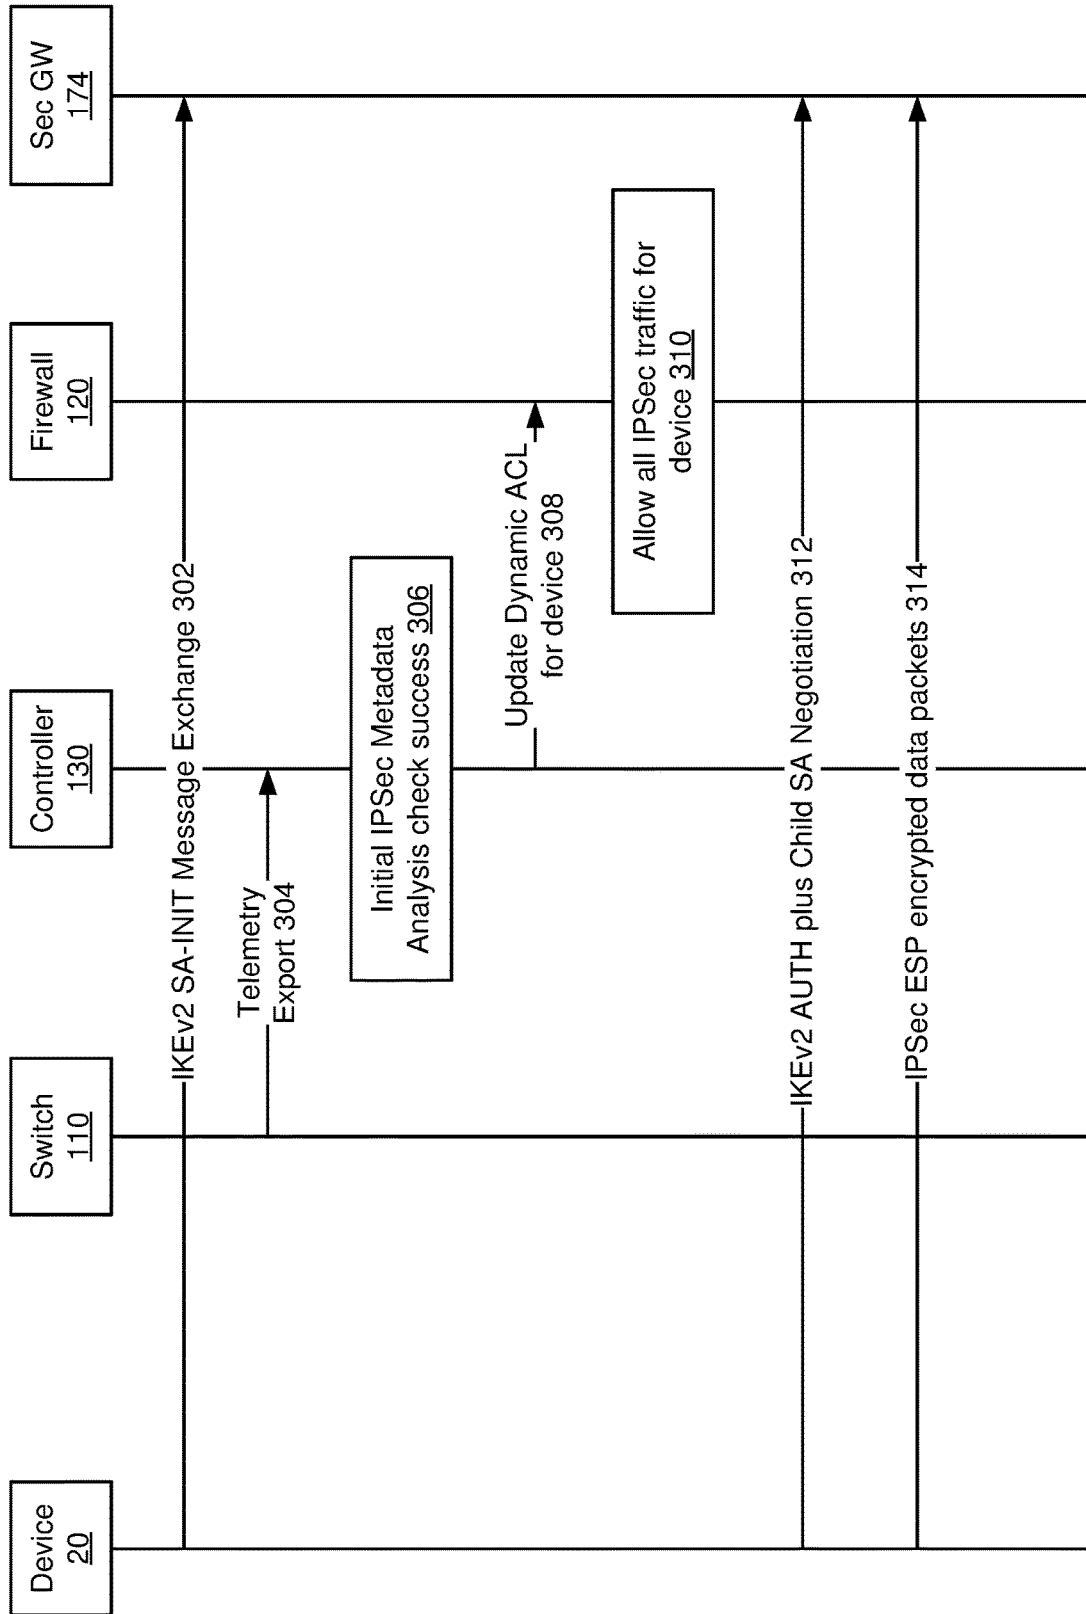 Device
20
Switch
110
Controller
130
Firewall
120
Sec GW
174
IKEv2 SA-INIT Message Exchange 302
Telemetry
Export 304
Initial IPSec Metadata
Analysis check success 306
Update Dynamic ACL
for device 308
Allow all IPSec traffic for
device 310
IKEv2 AUTH plus Child SA Negotiation 312
IPSec ESP encrypted data packets 314